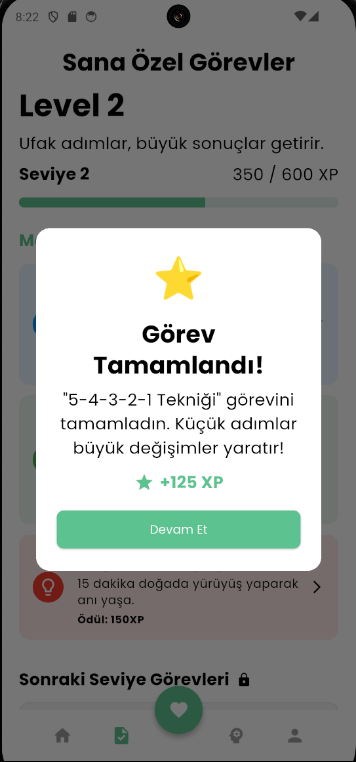 8:22
Sana Özel Görevler
Level 2
Ufak adımlar, büyük sonuçlar getirir.
Seviye 2
350 / 600 XP
Görev
Tamamlandı!
"5-4-3-2-1 Tekniği" görevini
tamamladın. Küçük adımlar
büyük değişimler yaratır!
+125 XP
Devam Et
15 dakika doğada yürüyüş yaparak
anı yaşa.
Ödül: 150XP
Sonraki Seviye Görevleri